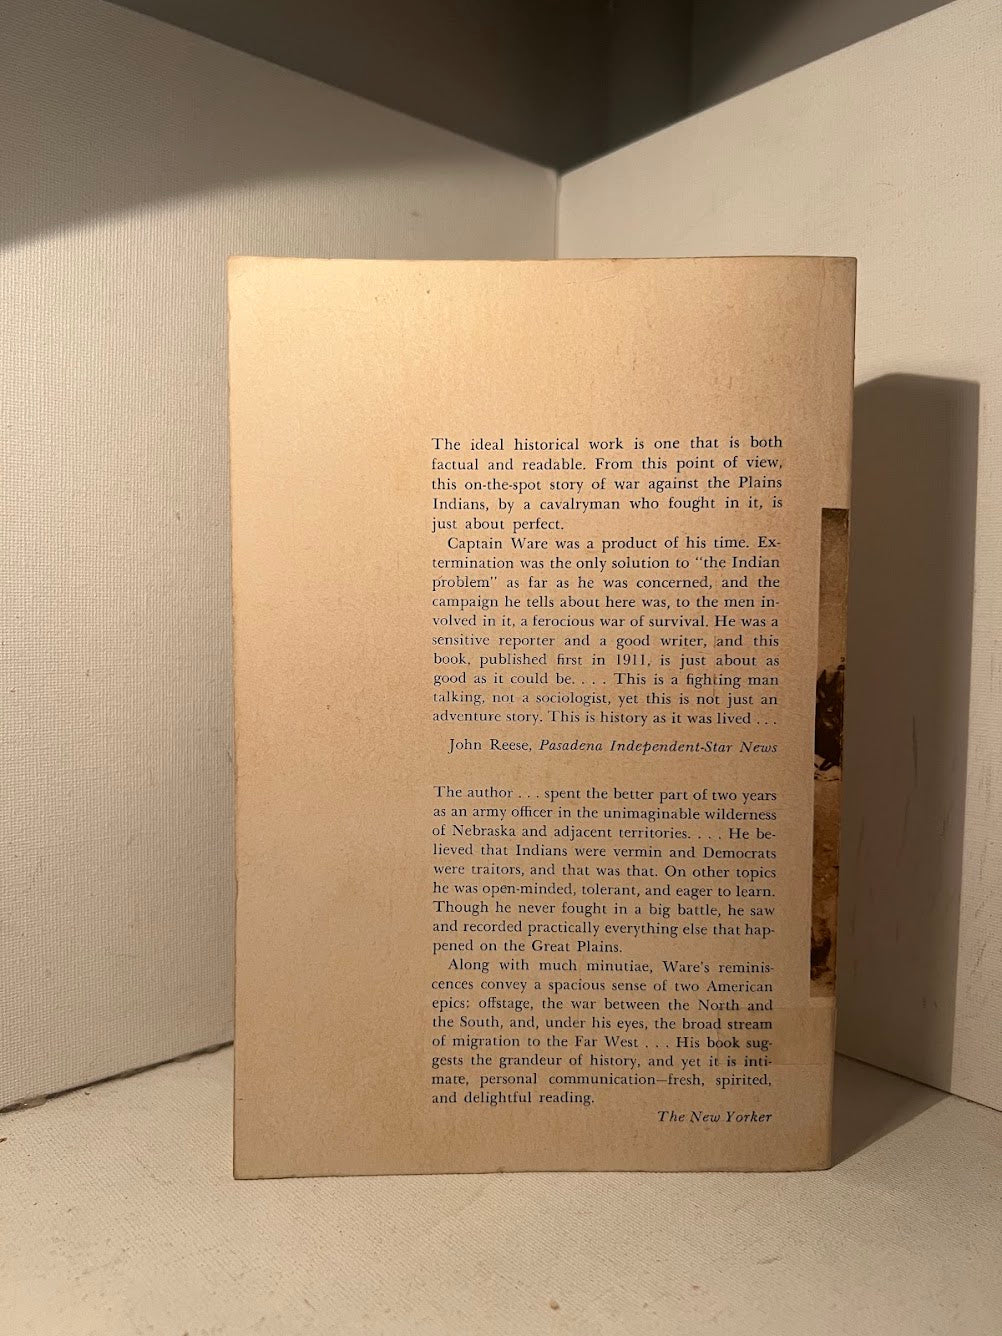 The ideal historical work is one that is both
factual and readable. From this point of view,
this on-the-spot story of war against the Plains
Indians, by a cavalryman who fought in it, is
just about perfect.
Captain Ware was a product of his time. Ex-
termination was the only solution to "the Indian
problem" as far as he was concerned, and the
campaign he tells about here was, to the men in-
volved in it, a ferocious war of survival. He was a
sensitive reporter and a good writer, and this
book, published first in 1911, is just about as
good as it could be. . . . This is a fighting man
talking, not a sociologist, yet this is not just an
adventure story. This is history as it was lived . . .
John Reese, Pasadena Independent-Star News
The author . . . spent the better part of two years
as an army officer in the unimaginable wilderness
of Nebraska and adjacent territories. . . . He be-
lieved that Indians were vermin and Democrats
were traitors, and that was that. On other topics
he was open-minded, tolerant, and eager to learn.
Though he never fought in a big battle, he saw
and recorded practically everything else that hap-
pened on the Great Plains.
Along with much minutiae, Ware's reminis-
cences convey a spacious sense of two American
epics: offstage, the war between the North and
the South, and, under his eyes, the broad stream
of migration to the Far West . . . His book sug-
gests the grandeur of history, and yet it is inti-
mate, personal communication—fresh, spirited,
and delightful reading.
The New Yorker